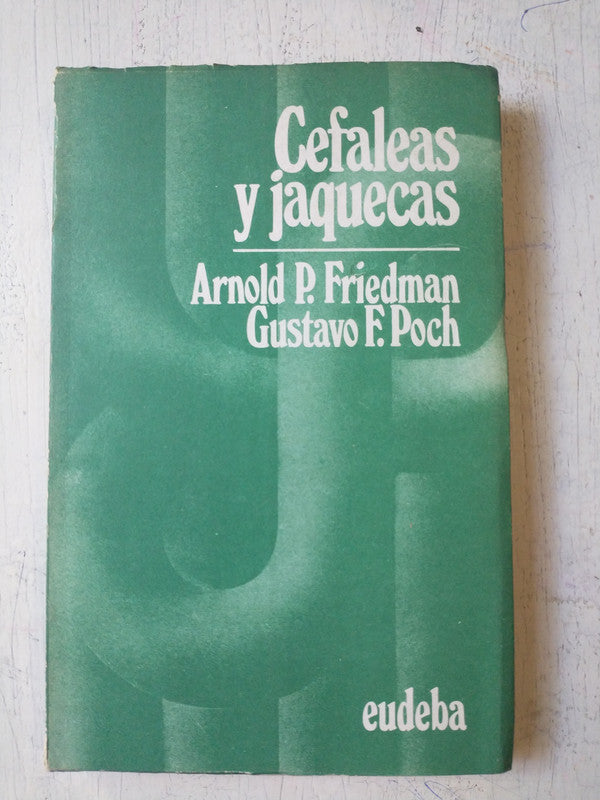 Cefaleas
y jaquecas
Arnold P. Friedman
Gustavo F. Poch
eudeba